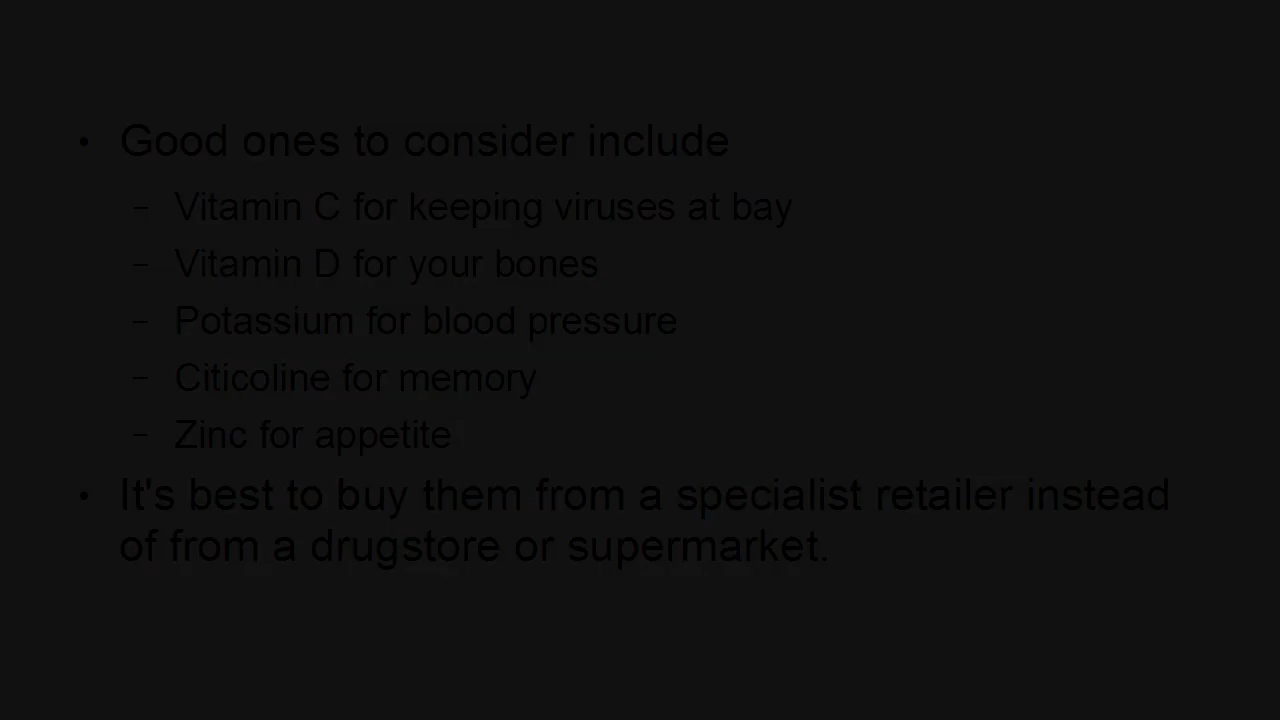 • Good ones to consider include
– Vitamin C for keeping viruses at bay
– Vitamin D for your bones
– Potassium for blood pressure
– Citicoline for memory
– Zinc for appetite
• It's best to buy them from a specialist retailer instead
of from a drugstore or supermarket.